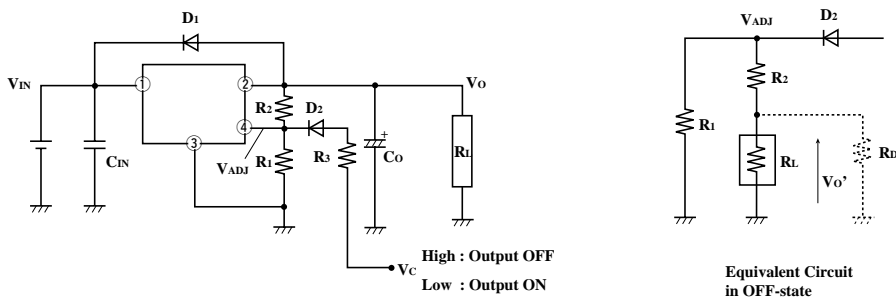 D1
VIN
1
2
VO
R2
D2
4
3
CIN
VADJ
R1
R3
CO
+
RL
VC
High : Output OFF
Low : Output ON
VADJ
D2
R2
R1
RL
VO'
RD
Equivalent Circuit
in OFF-state